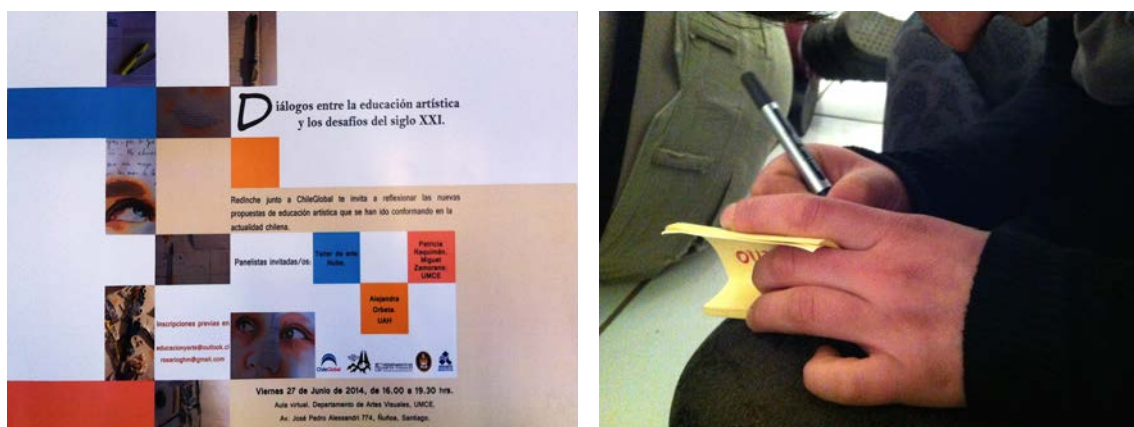 Diálogos entre la educación artística
y los desafíos del siglo XXI.
Redinche junto a ChileGlobal te invita a reflexionar las nuevas
propuestas de educación artística que se han ido conformando en la
actualidad chilena.
Panelistas invitadas/os:
Taller de arte
Nube.
Patricia
Raquimán,
Miguel
Zamorano.
UMCE
Alejandra
Orbeta
UAH
Inscripciones previas en
educacionyarte@outlook.cl
rosarioghm@gmail.com
ChileGlobal
Viernes 27 de Junio de 2014, de 16.00 a 19.30 hrs.
Aula virtual, Departamento de Artes Visuales, UMCE.
Av. José Pedro Alessandri 774, Ñuñoa, Santiago.